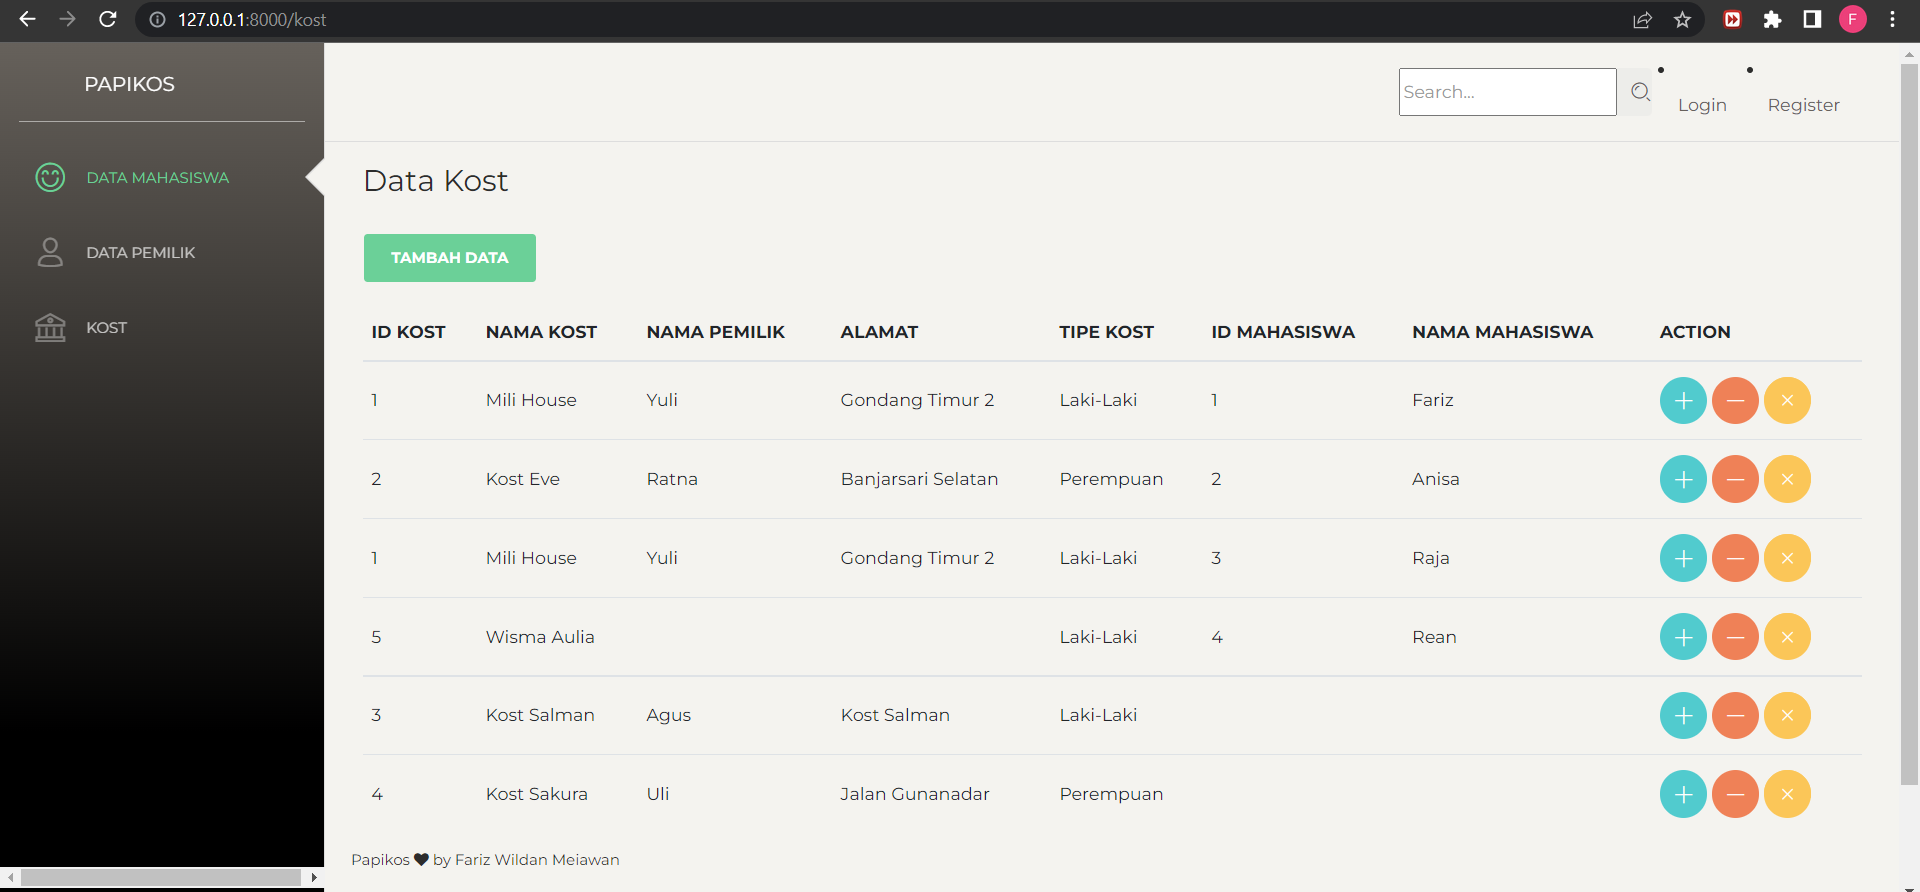 127.0.0.1:8000/kost
F
PAPIKOS
Search...
Login
Register
DATA MAHASISWA
DATA PEMILIK
KOST
Data Kost
TAMBAH DATA
ID KOST NAMA KOST NAMA PEMILIK ALAMAT TIPE KOST ID MAHASISWA NAMA MAHASISWA ACTION
1 Mili House Yuli Gondang Timur 2 Laki-Laki 1 Fariz
2 Kost Eve Ratna Banjarsari Selatan Perempuan 2 Anisa
1 Mili House Yuli Gondang Timur 2 Laki-Laki 3 Raja
5 Wisma Aulia Laki-Laki 4 Rean
3 Kost Salman Agus Kost Salman Laki-Laki
4 Kost Sakura Uli Jalan Gunanadar Perempuan
Papikos ♥ by Fariz Wildan Meiawan